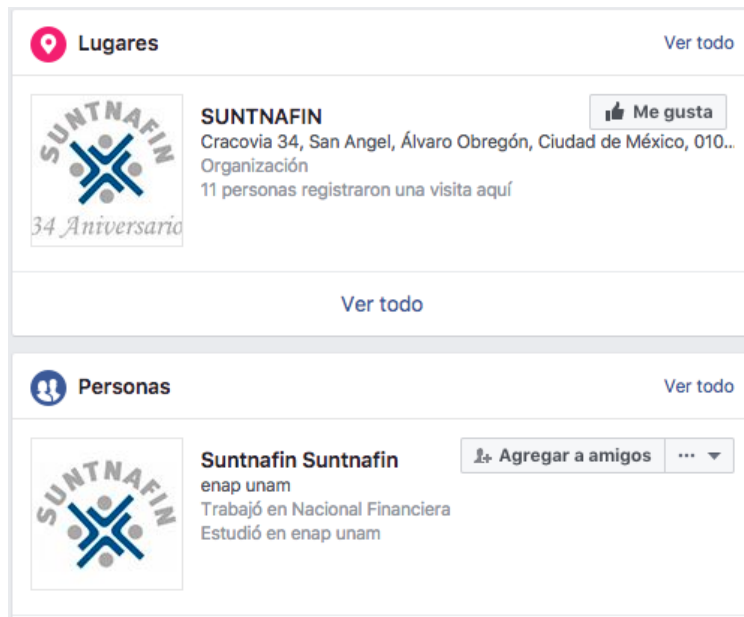 Lugares
Ver todo
SUNTNAFIN
34 Aniversario
SUNTNAFIN
Me gusta
Cracovia 34, San Angel, Álvaro Obregón, Ciudad de México, 010...
Organización
11 personas registraron una visita aquí
Ver todo
Personas
Ver todo
SUNTNAFIN
Suntnafin Suntnafin
Agregar a amigos
enap unam
Trabajó en Nacional Financiera
Estudió en enap unam